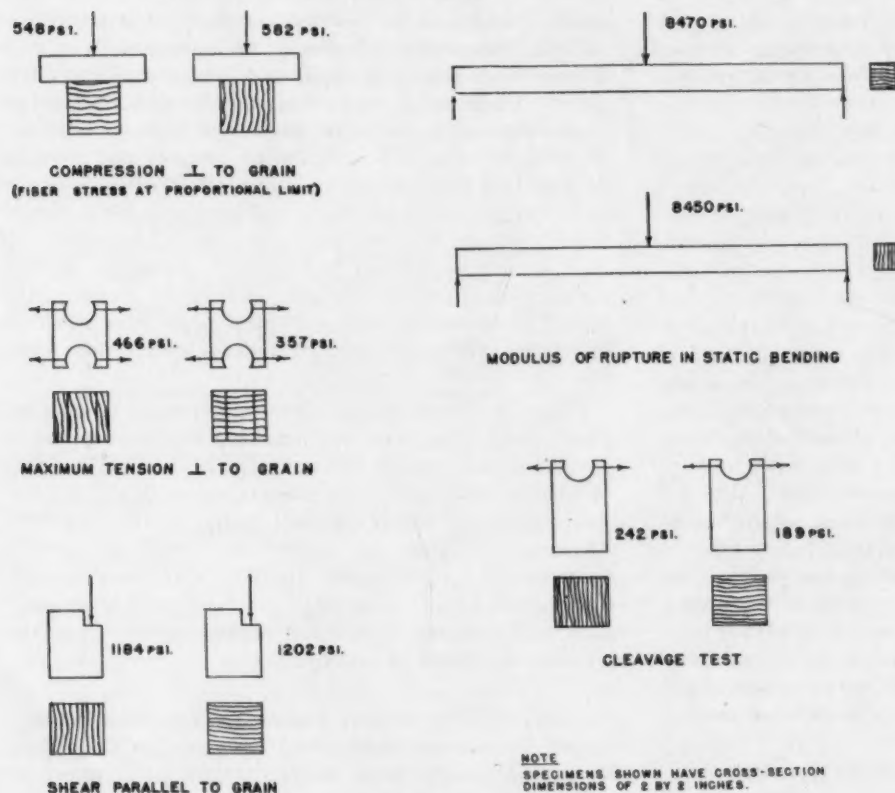 548 PSI.
582 PSI.
COMPRESSION ⊥ TO GRAIN
(FIBER STRESS AT PROPORTIONAL LIMIT)
466 PSI.
357 PSI.
MAXIMUM TENSION ⊥ TO GRAIN
1184 PSI.
1202 PSI.
SHEAR PARALLEL TO GRAIN
8470 PSI.
8450 PSI.
MODULUS OF RUPTURE IN STATIC BENDING
242 PSI.
189 PSI.
CLEAVAGE TEST
NOTE
SPECIMENS SHOWN HAVE CROSS-SECTION
DIMENSIONS OF 2 BY 2 INCHES.